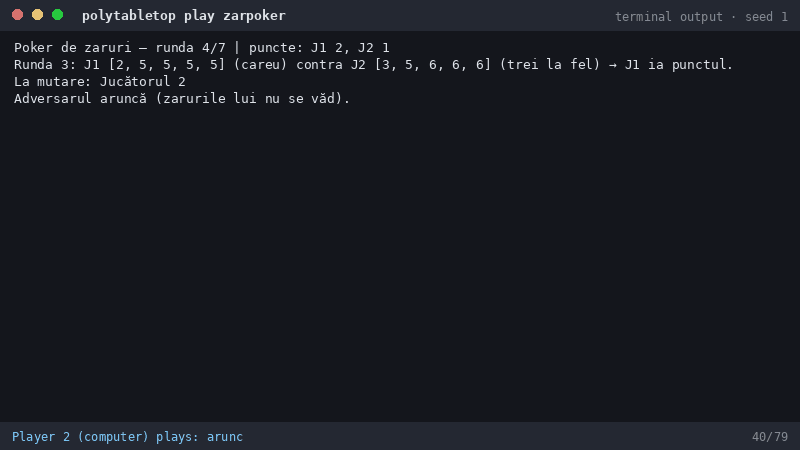 polytabletop play zarpoker
terminal output · seed 1
Poker de zaruri — runda 4/7 | puncte: J1 2, J2 1
Runda 3: J1 [2, 5, 5, 5, 5] (careu) contra J2 [3, 5, 6, 6, 6] (trei la fel) → J1 ia punctul.
La mutare: Jucătorul 2
Adversarul aruncă (zarurile lui nu se văd).
Player 2 (computer) plays: arunc
40/79